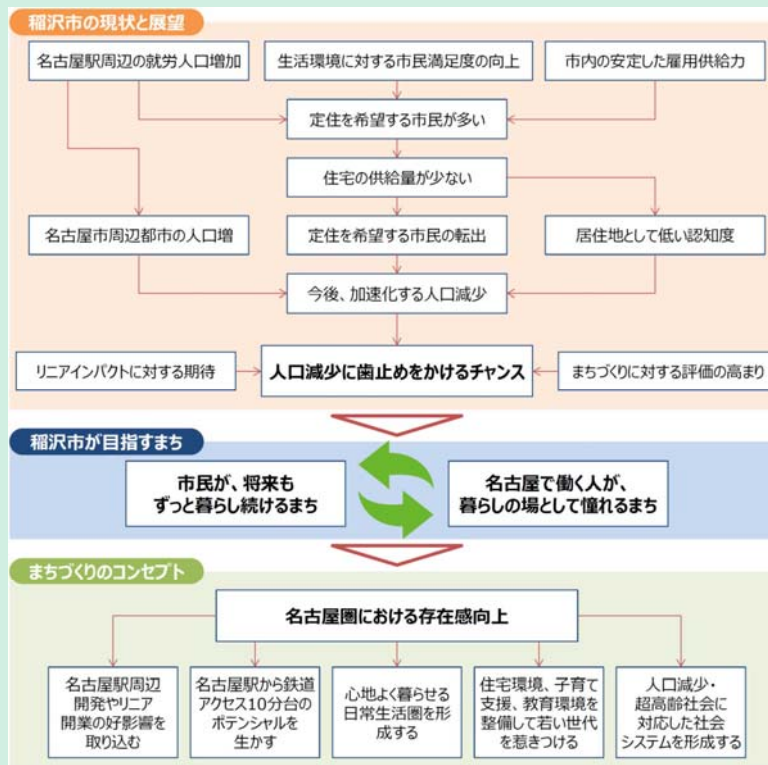 稲沢市の現状と展望
名古屋駅周辺の就労人口増加
生活環境に対する市民満足度の向上
市内の安定した雇用供給力
定住を希望する市民が多い
住宅の供給量が少ない
名古屋市周辺都市の人口増
定住を希望する市民の転出
居住地として低い認知度
今後、加速化する人口減少
リニアインパクトに対する期待
人口減少に歯止めをかけるチャンス
まちづくりに対する評価の高まり
稲沢市が目指すまち
市民が、将来も
ずっと暮らし続けるまち
名古屋で働く人が、
暮らしの場として憧れるまち
まちづくりのコンセプト
名古屋圏における存在感向上
名古屋駅周辺
開発やリニア
開業の好影響を
取り込む
名古屋駅から鉄道
アクセス10分台の
ポテンシャルを
生かす
心地よく暮らせる
日常生活圏を形
成する
住宅環境、子育て
支援、教育環境を
整備して若い世代
を惹きつける
人口減少・
超高齢社会に
対応した社会
システムを形成する